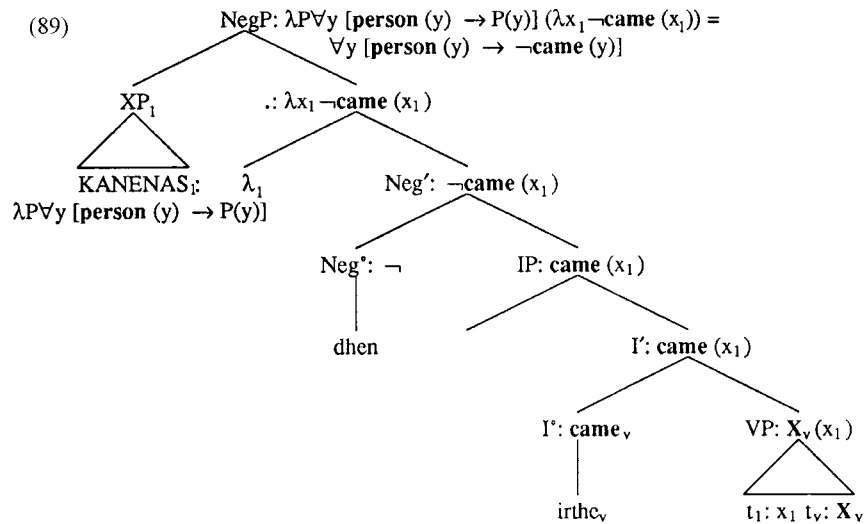 (89)
NegP: λP∀y [person (y) → P(y)] (λx₁¬came (x₁)) =
∀y [person (y) → ¬came (y)]
XP₁
.: λx₁¬came (x₁)
KANENAS₁:
λP∀y [person (y) → P(y)]
λ₁
Neg′: ¬came (x₁)
Neg°: ¬
IP: came (x₁)
dhen
I′: came (x₁)
I°: cameᵥ
VP: Xᵥ(x₁)
irtheᵥ
t₁: x₁ tᵥ: Xᵥ